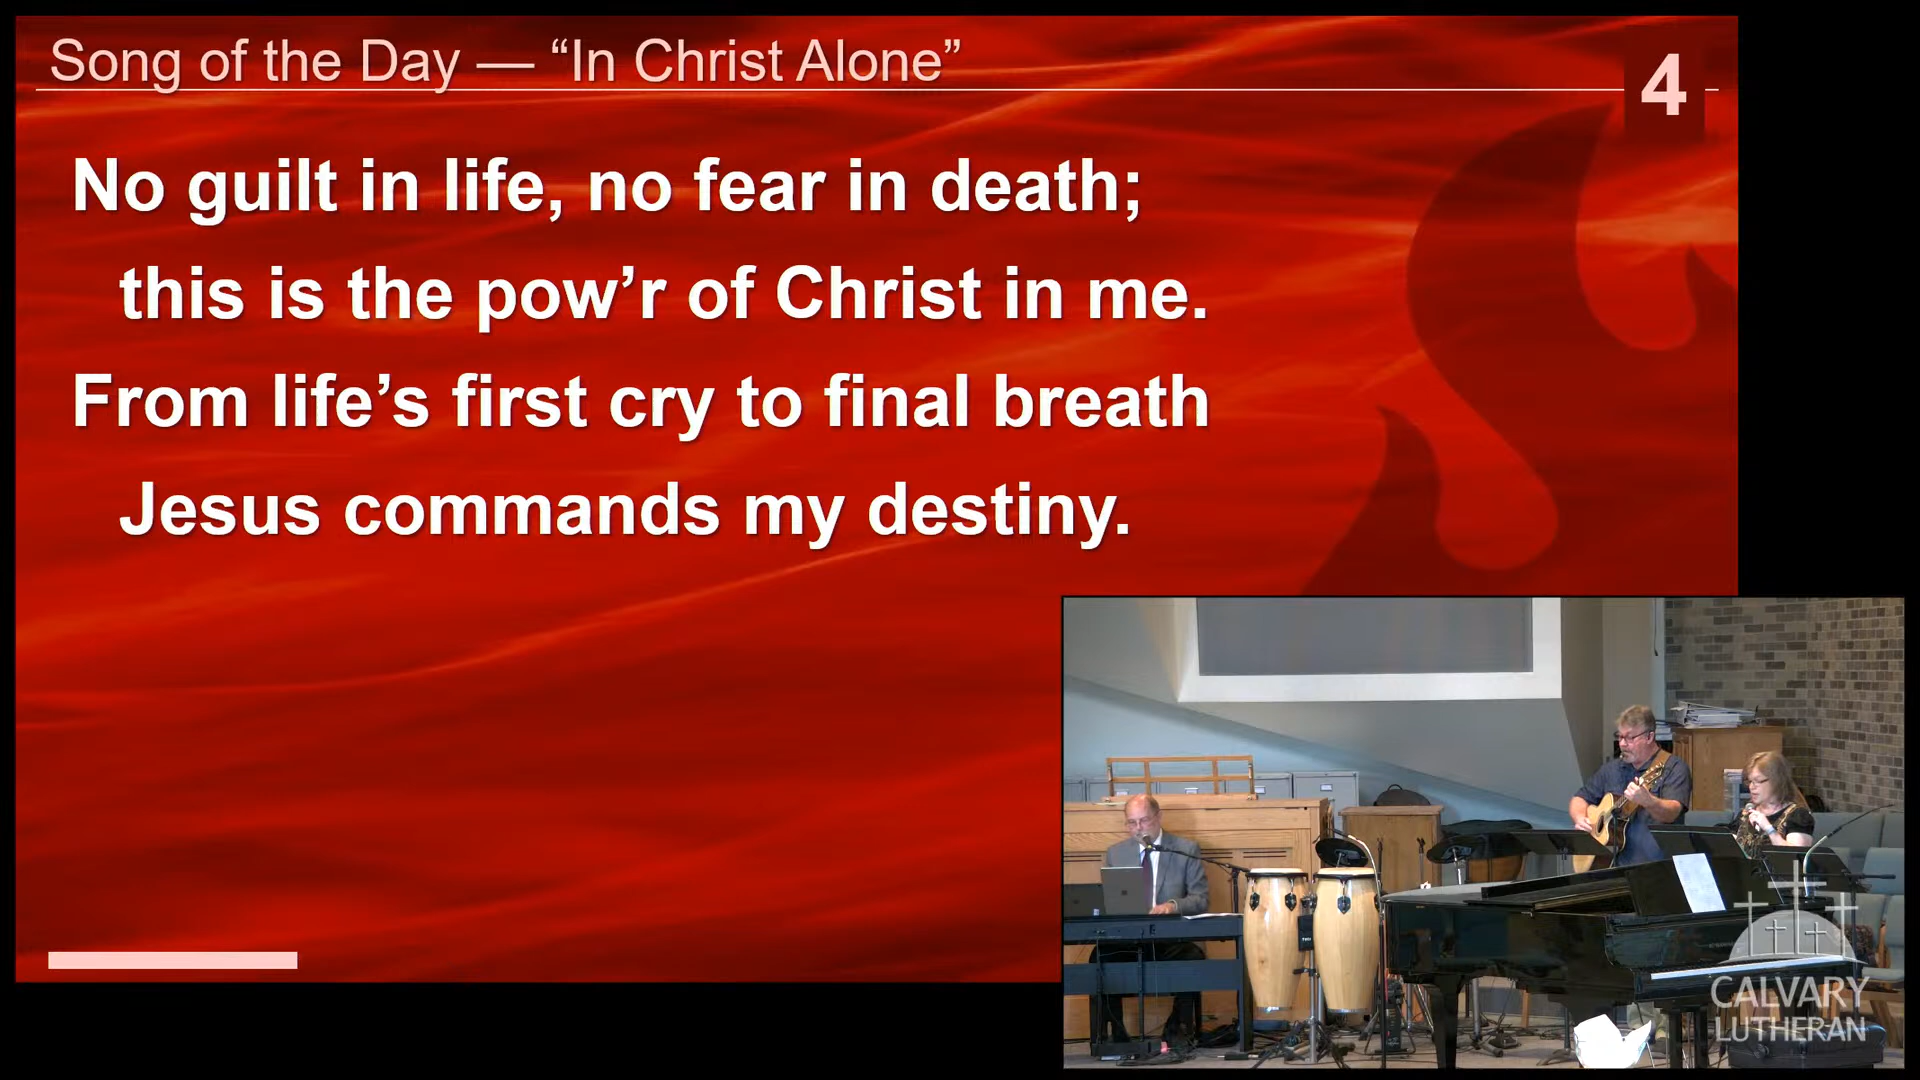 Song of the Day — “In Christ Alone”
4
No guilt in life, no fear in death;
this is the pow’r of Christ in me.
From life’s first cry to final breath
Jesus commands my destiny.
CALVARY
LUTHERAN